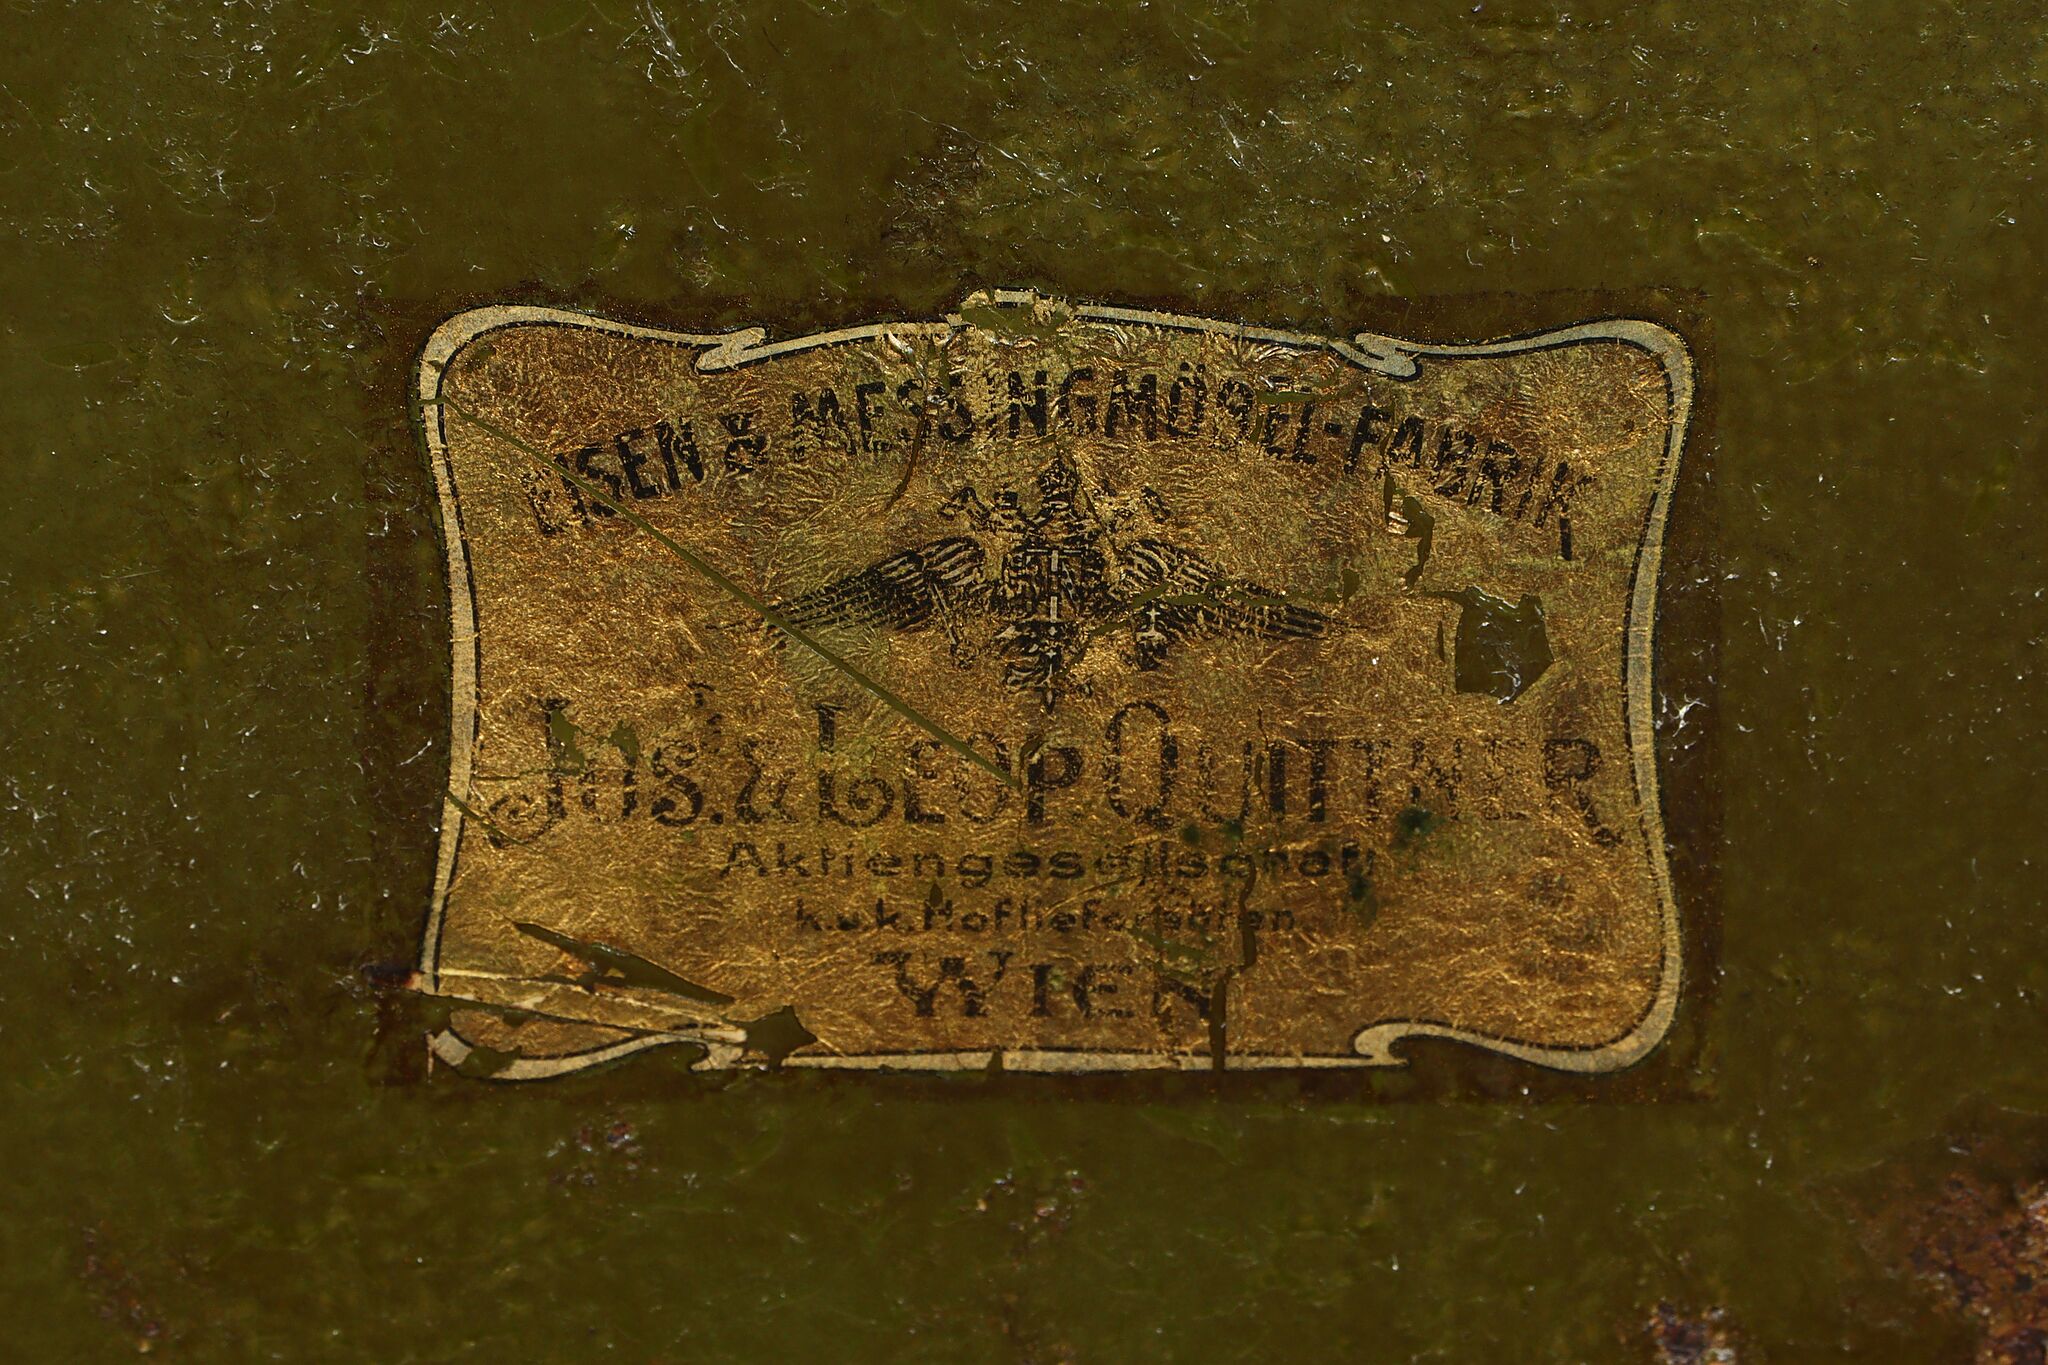 EISEN & MESSINGMÖBEL-FABRIK
Jos. & Leop. Quittner
Aktiengesellschaft
k.u.k. Hoflieferanten
WIEN